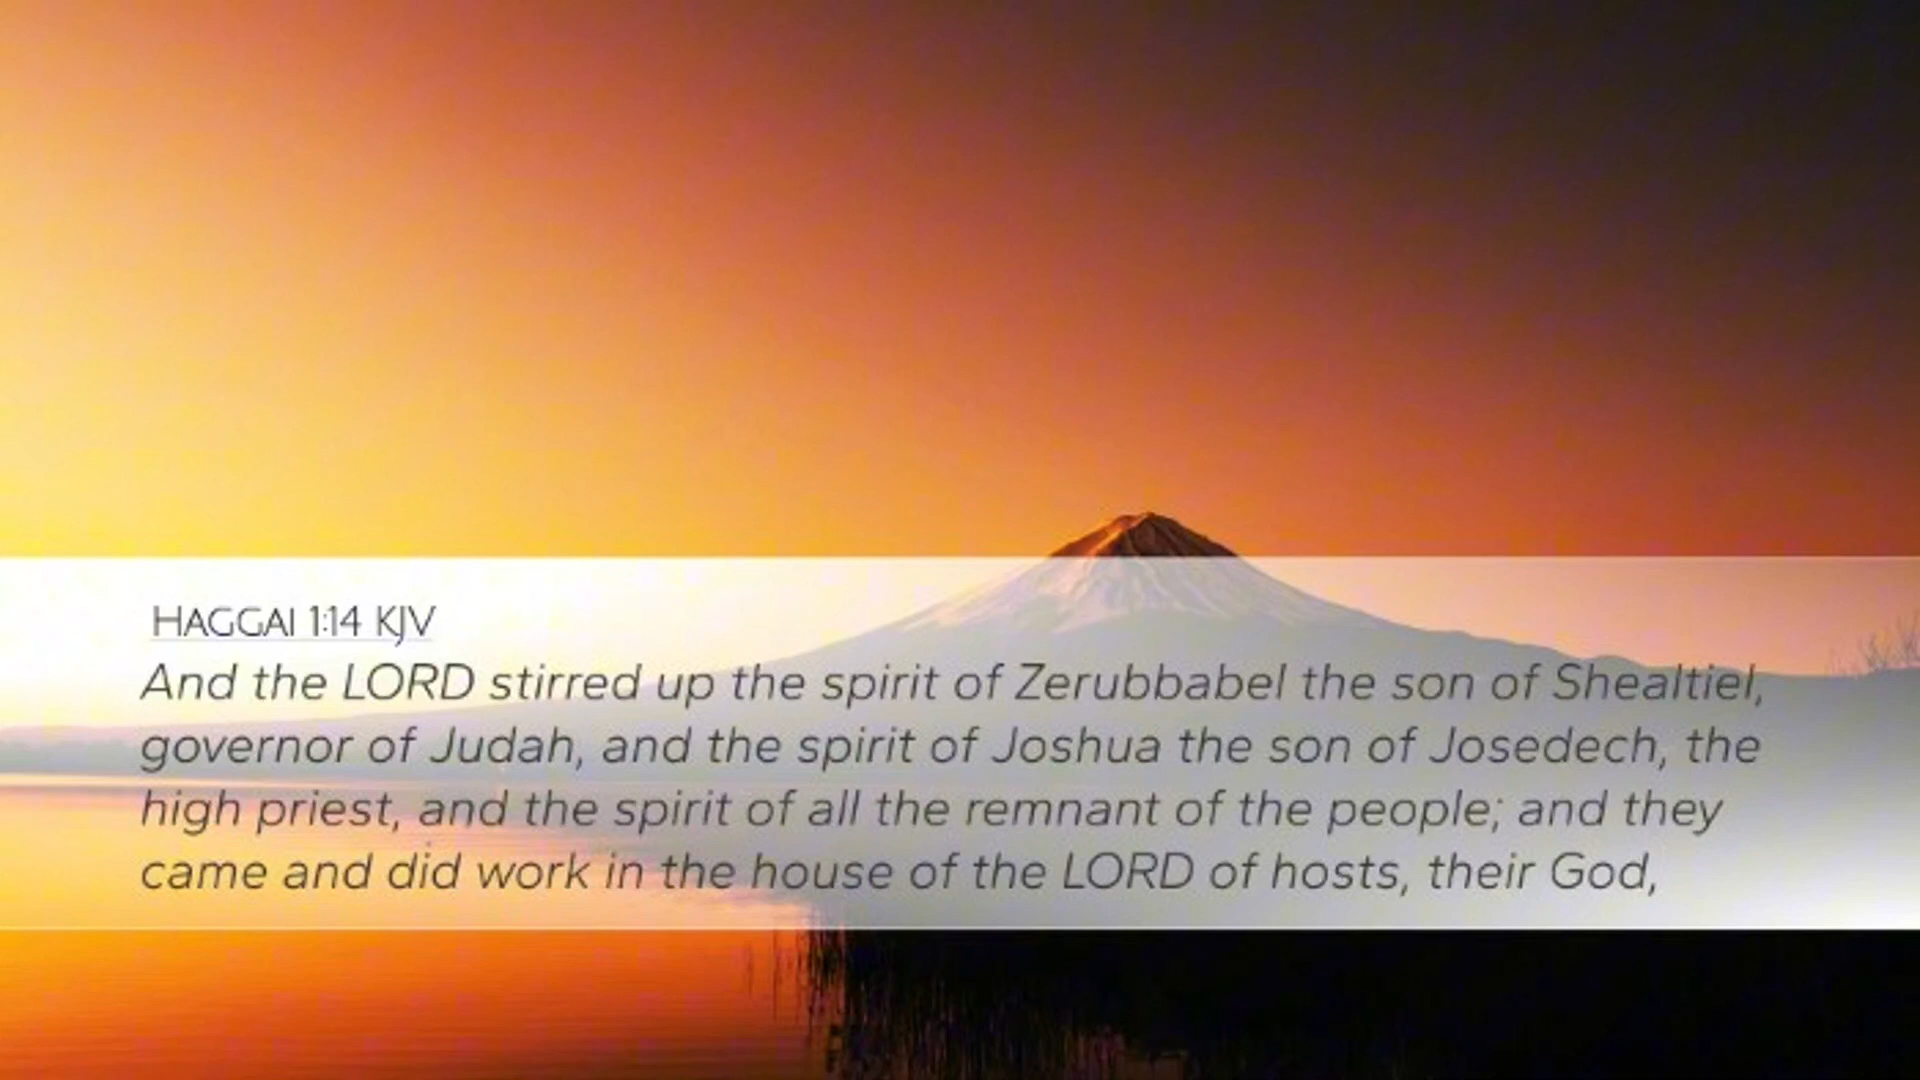 HAGGAI 1:14 KJV
And the LORD stirred up the spirit of Zerubbabel the son of Shealtiel,
governor of Judah, and the spirit of Joshua the son of Josedech, the
high priest, and the spirit of all the remnant of the people; and they
came and did work in the house of the LORD of hosts, their God,